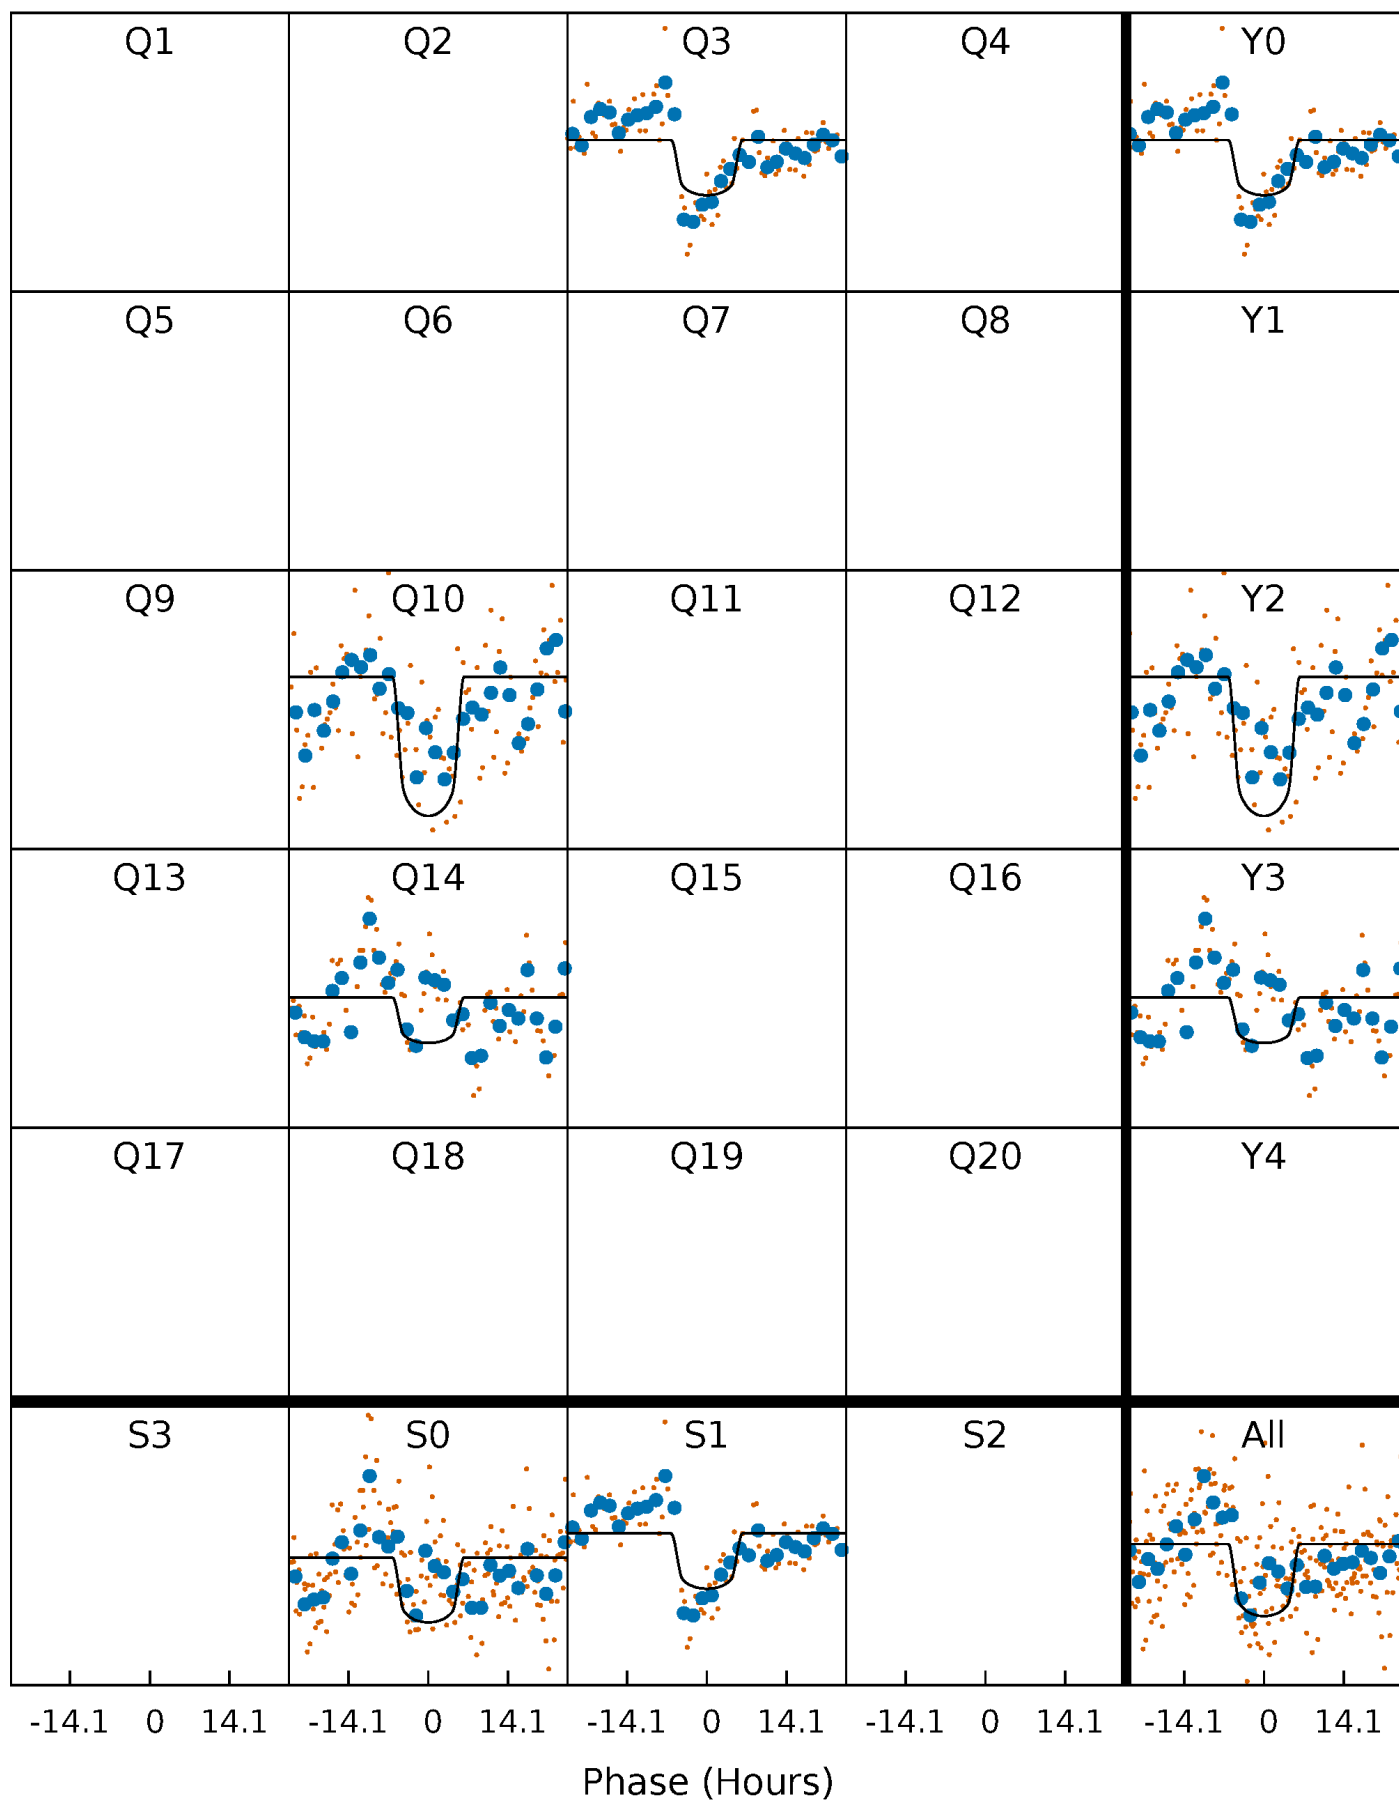 Q1 Q2 Q3 Q4 Y0
Q5 Q6 Q7 Q8 Y1
Q9 Q10 Q11 Q12 Y2
Q13 Q14 Q15 Q16 Y3
Q17 Q18 Q19 Q20 Y4
S3 S0 S1 S2 All
-14.1 0 14.1 -14.1 0 14.1 -14.1 0 14.1 -14.1 0 14.1 -14.1 0 14.1
Phase (Hours)